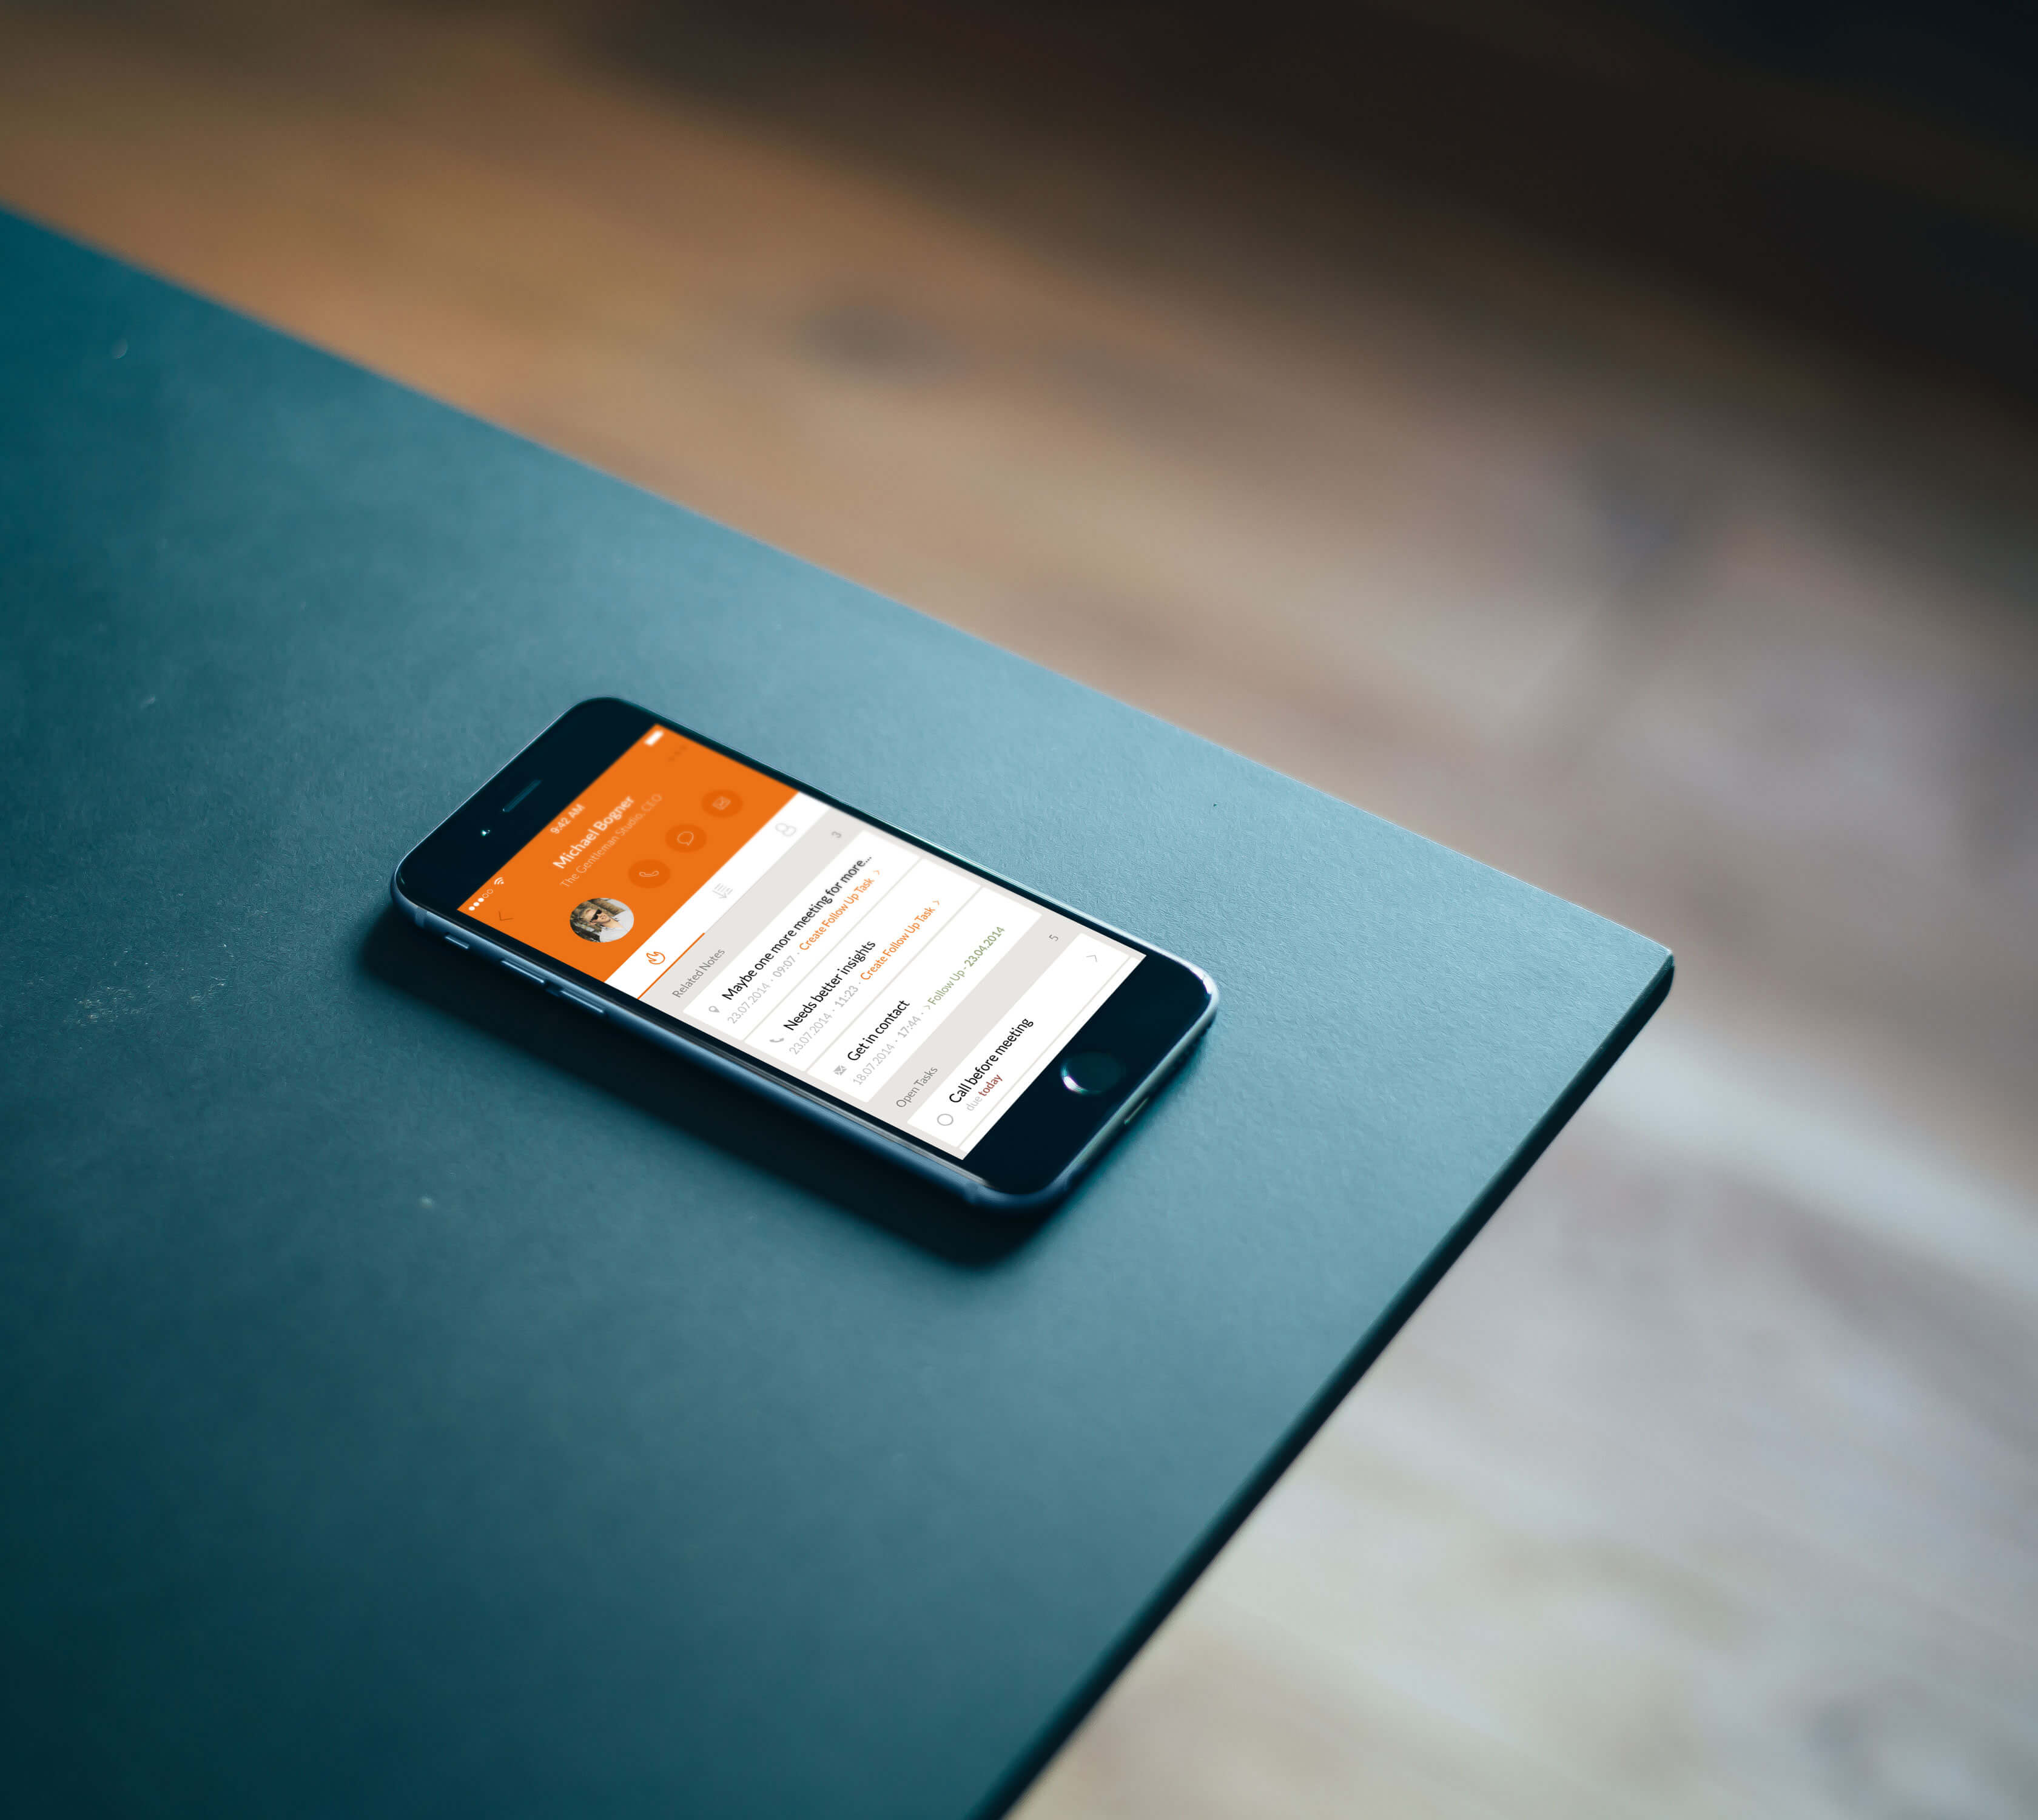 9:42 AM
Michael Bogner
The Gentleman Studio, CEO
Related Notes 3
Maybe one more meeting for more...
23.07.2014 · 09:07 · Create Follow Up Task >
Needs better insights
23.07.2014 · 11:23 · Create Follow Up Task >
Get in contact
18.07.2014 · 17:44 · > Follow Up - 23.04.2014
Open Tasks 5
Call before meeting
due today